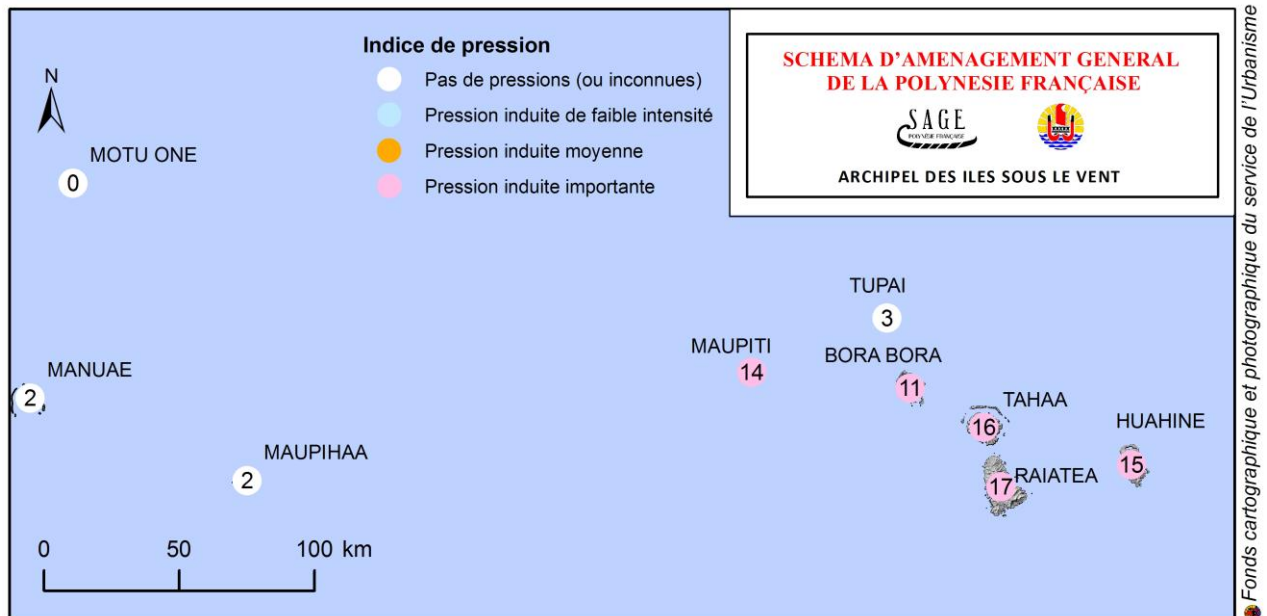 Indice de pression
Pas de pressions (ou inconnues)
Pression induite de faible intensité
Pression induite moyenne
Pression induite importante
SCHEMA D'AMENAGEMENT GENERAL
DE LA POLYNESIE FRANÇAISE
SAGE
POLYNÉSIE FRANÇAISE
ARCHIPEL DES ILES SOUS LE VENT
N
MOTU ONE
0
TUPAI
3
MAUPITI
14
BORA BORA
11
MANUAE
2
TAHAA
16
HUAHINE
15
MAUPIHAA
2
RAIATEA
17
0 50 100 km
Fonds cartographique et photographique du service de l'Urbanisme